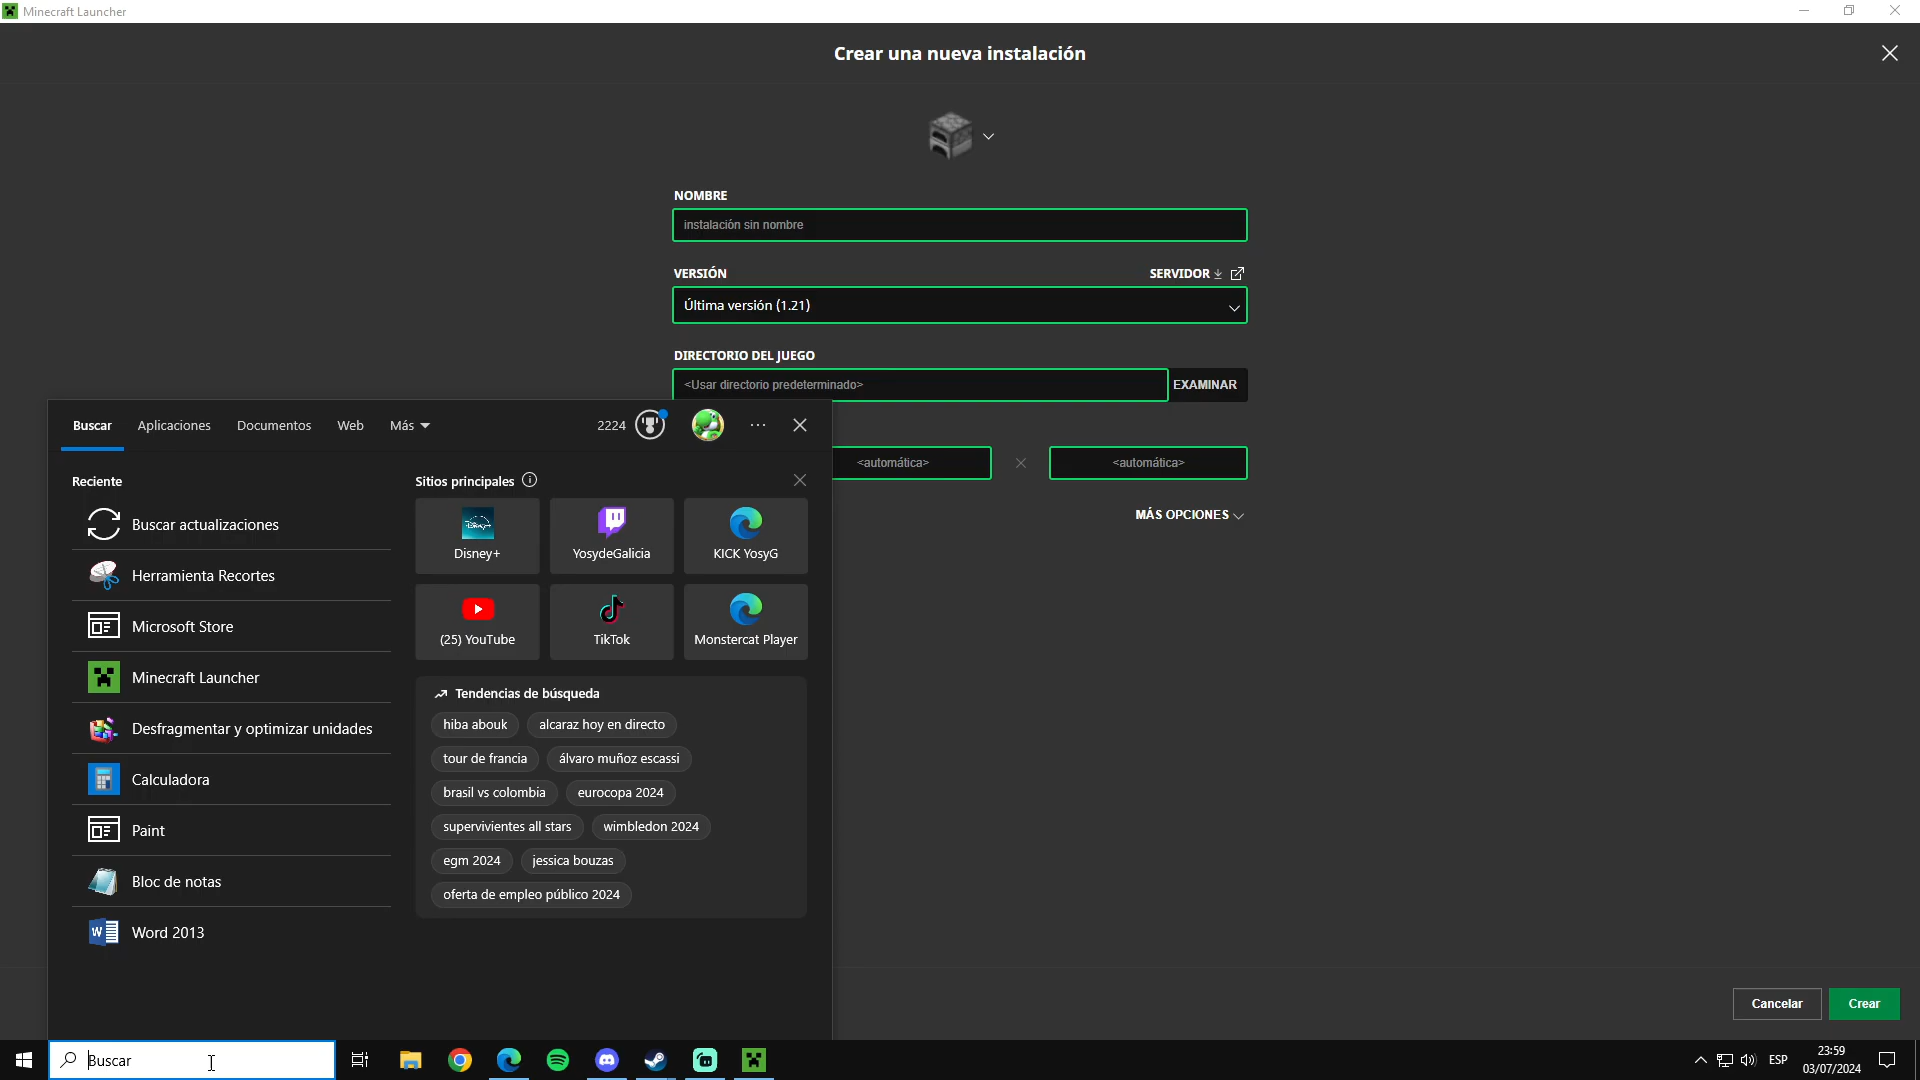 Minecraft Launcher
Crear una nueva instalación
NOMBRE
instalación sin nombre
VERSIÓN
SERVIDOR
Última versión (1.21)
DIRECTORIO DEL JUEGO
<Usar directorio predeterminado>
EXAMINAR
Buscar
Aplicaciones
Documentos
Web
Más
2224
<automática>
<automática>
Reciente
Sitios principales
Buscar actualizaciones
Herramienta Recortes
Microsoft Store
Minecraft Launcher
Desfragmentar y optimizar unidades
Calculadora
Paint
Bloc de notas
Word 2013
Disney+
YosydeGalicia
KICK YosyG
(25) YouTube
TikTok
Monstercat Player
Tendencias de búsqueda
hiba abouk
alcaraz hoy en directo
tour de francia
álvaro muñoz escassi
brasil vs colombia
eurocopa 2024
supervivientes all stars
wimbledon 2024
egm 2024
jessica bouzas
oferta de empleo público 2024
MÁS OPCIONES
Cancelar
Crear
Buscar
ESP
23:59
03/07/2024